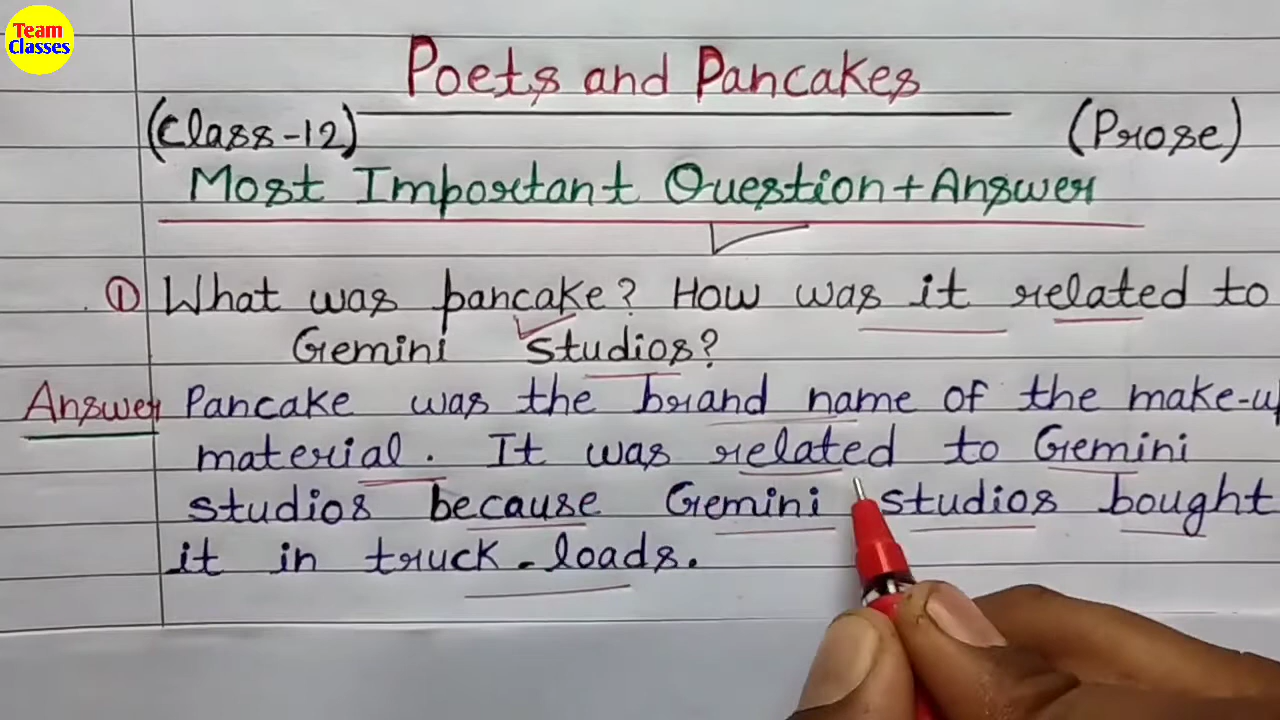 Team
Classes
Poets and Pancakes
(Class-12)
(Prose)
Most Important Question+Answer
① What was pancake? How was it related to
Gemini studios?
Answer Pancake was the brand name of the make-up
material. It was related to Gemini
studios because Gemini studios bought
it in truck-loads.